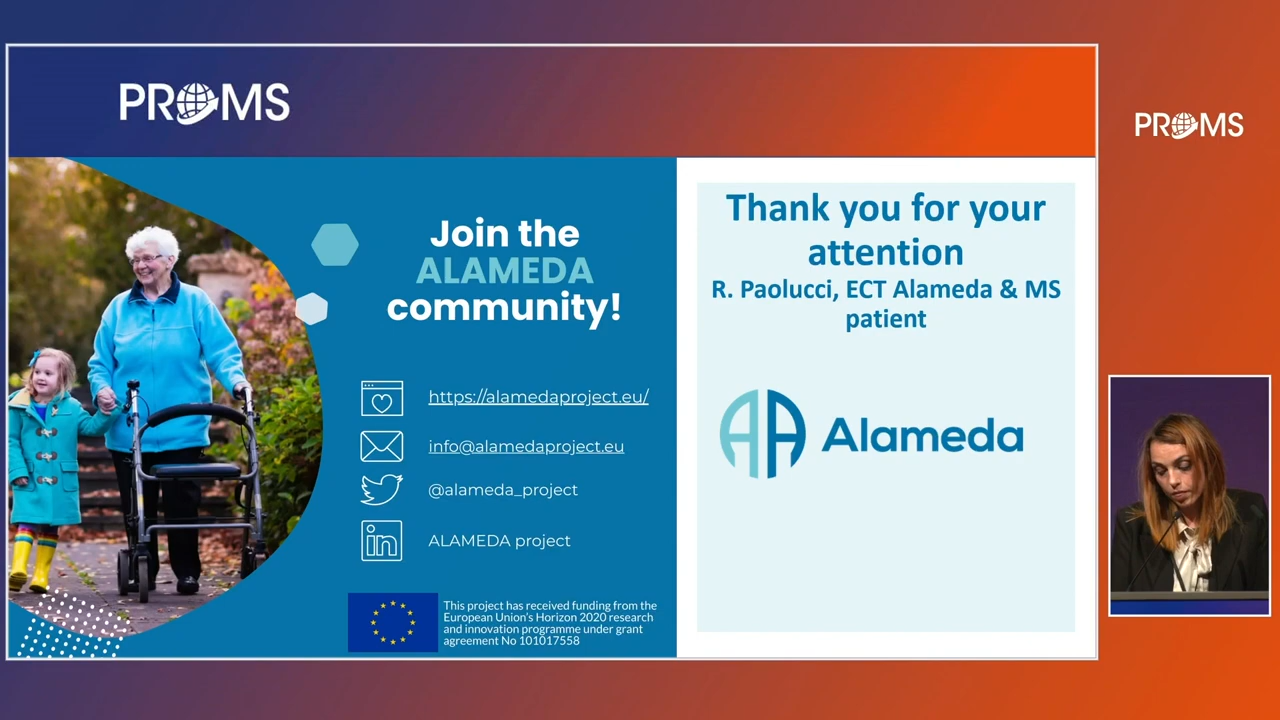 PROMS
PROMS
Join the
ALAMEDA
community!
https://alamedaproject.eu/
info@alamedaproject.eu
@alameda_project
in
ALAMEDA project
This project has received funding from the
European Union's Horizon 2020 research
and innovation programme under grant
agreement No 101017558
Thank you for your
attention
R. Paolucci, ECT Alameda & MS
patient
AA Alameda